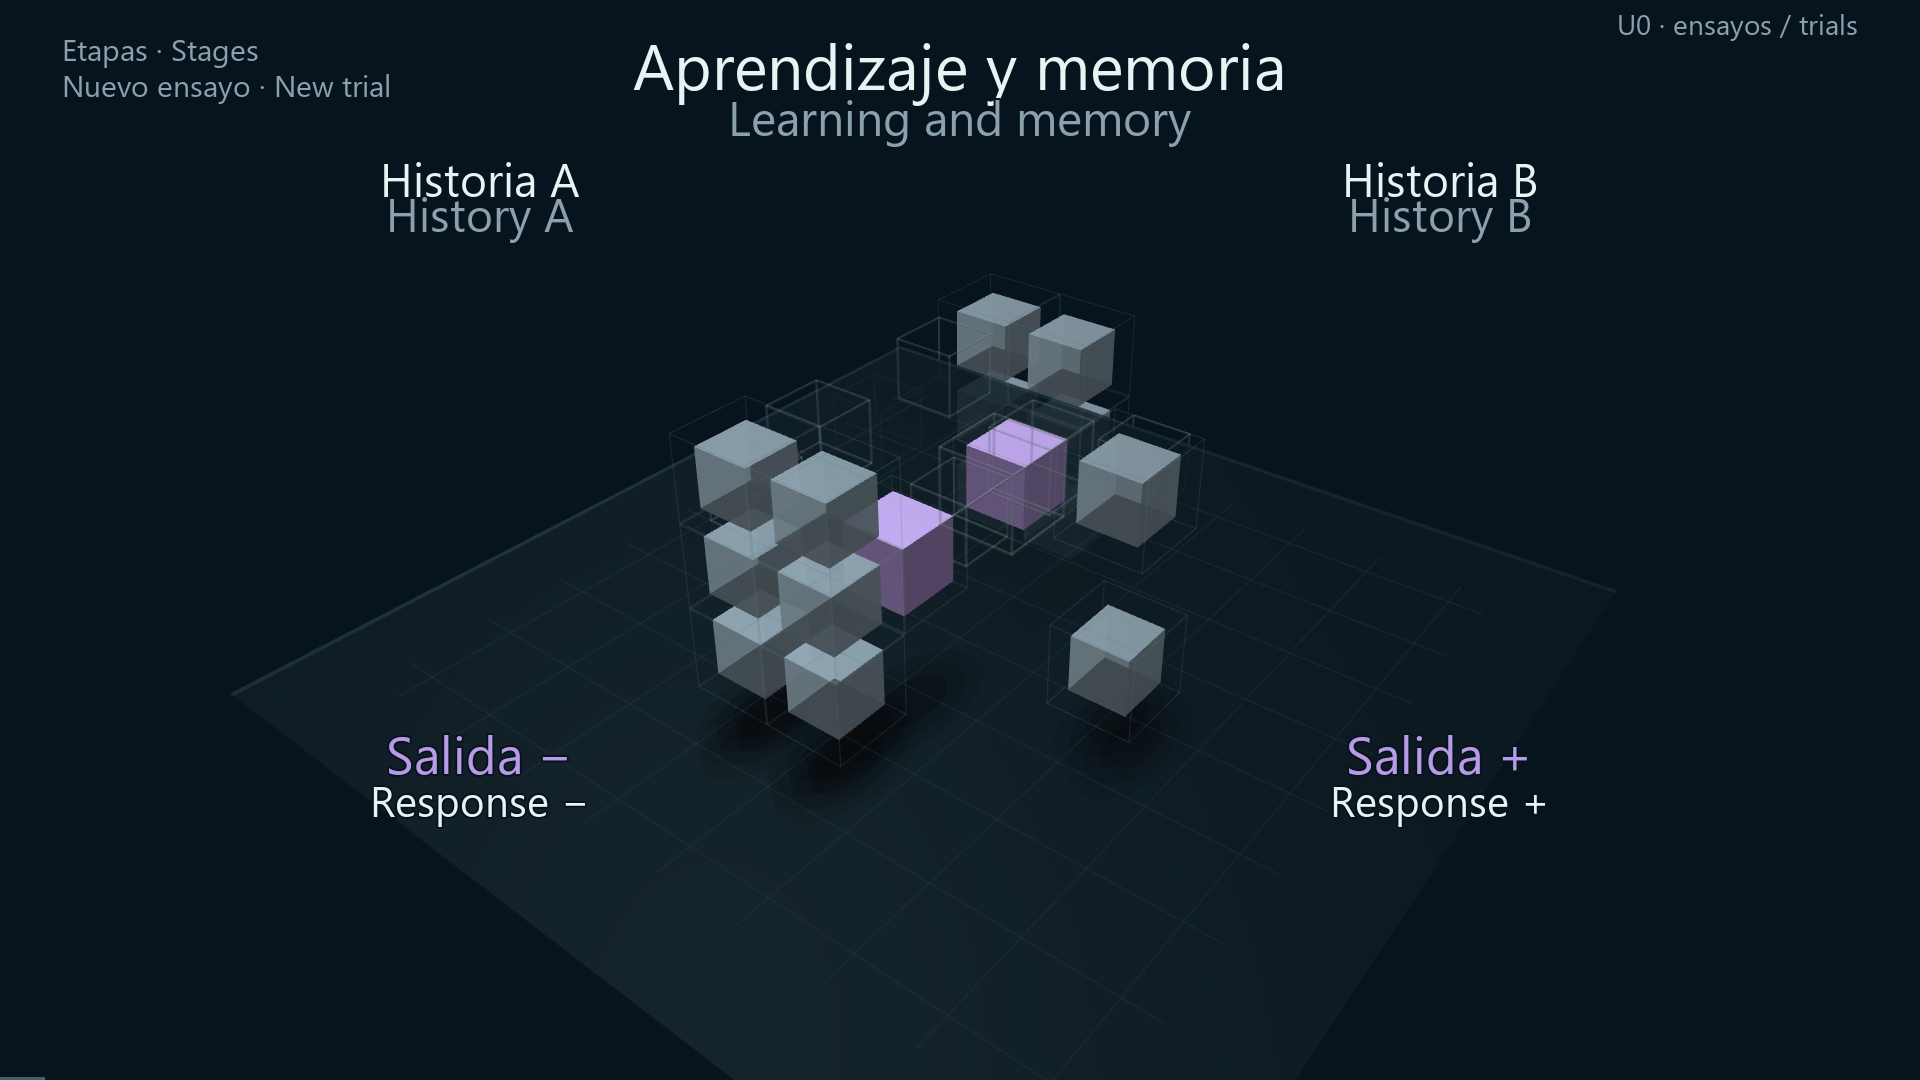 Etapas · Stages
Nuevo ensayo · New trial
Aprendizaje y memoria
Learning and memory
U0 · ensayos / trials
Historia A
History A
Historia B
History B
Salida −
Response −
Salida +
Response +